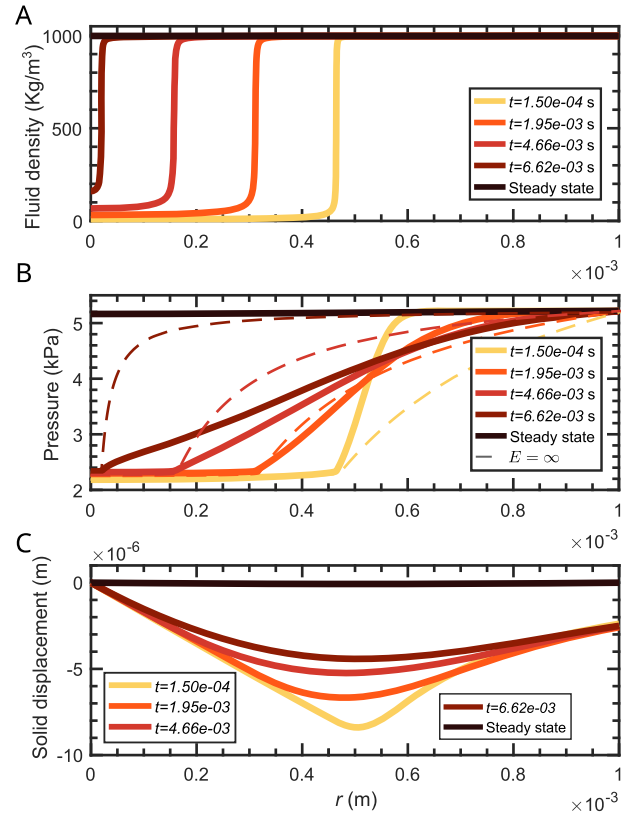 A
Fluid density (Kg/m³)
1000
500
0
t=1.50e-04 s
t=1.95e-03 s
t=4.66e-03 s
t=6.62e-03 s
Steady state
0 0.2 0.4 0.6 0.8 1
×10⁻³
B
Pressure (kPa)
5
4
3
2
t=1.50e-04 s
t=1.95e-03 s
t=4.66e-03 s
t=6.62e-03 s
Steady state
E = ∞
0 0.2 0.4 0.6 0.8 1
×10⁻³
C
×10⁻⁶
Solid displacement (m)
0
-5
-10
t=1.50e-04
t=1.95e-03
t=4.66e-03
t=6.62e-03
Steady state
0 0.2 0.4 0.6 0.8 1
r (m)
×10⁻³